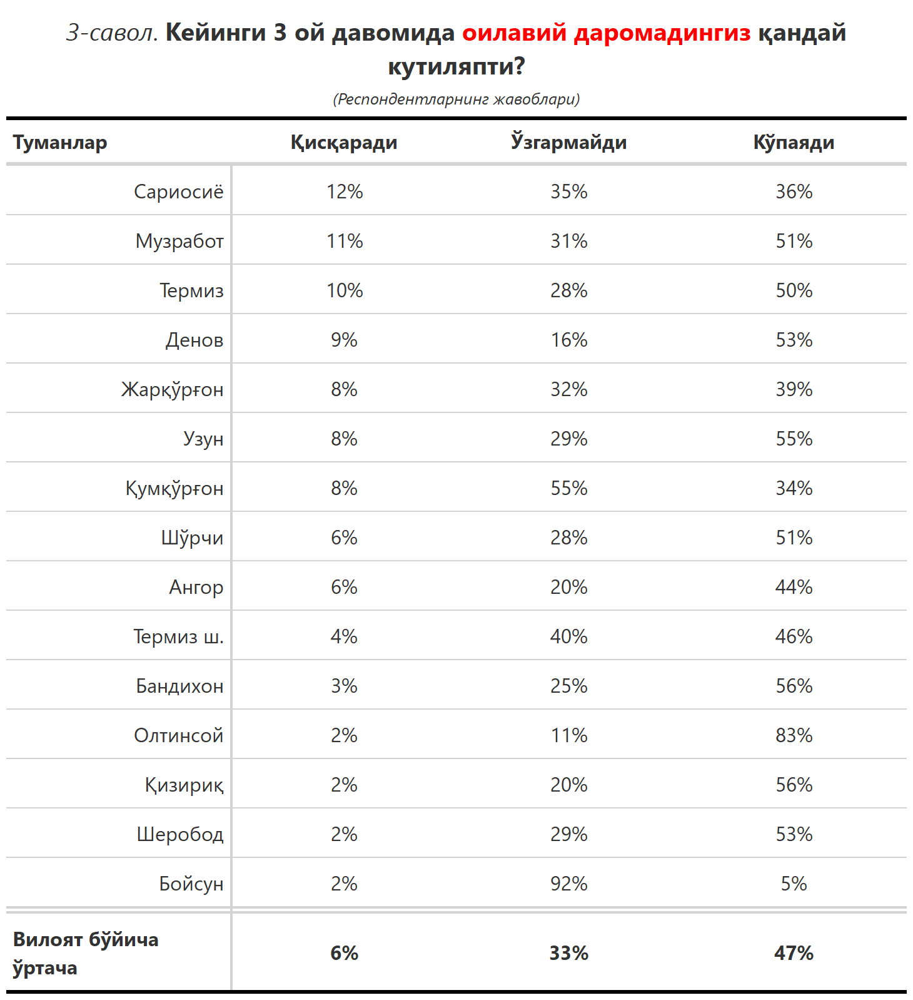 3-савол. Кейинги 3 ой давомида оилавий даромадингиз қандай
кутиляпти?
(Респондентларнинг жавоблари)
Туманлар Қисқаради Ўзгармайди Кўпаяди
Сариосиё 12% 35% 36%
Музработ 11% 31% 51%
Термиз 10% 28% 50%
Денов 9% 16% 53%
Жарқўрғон 8% 32% 39%
Узун 8% 29% 55%
Қумқўрғон 8% 55% 34%
Шўрчи 6% 28% 51%
Ангор 6% 20% 44%
Термиз ш. 4% 40% 46%
Бандихон 3% 25% 56%
Олтинсой 2% 11% 83%
Қизириқ 2% 20% 56%
Шеробод 2% 29% 53%
Бойсун 2% 92% 5%
Вилоят бўйича
ўртача 6% 33% 47%